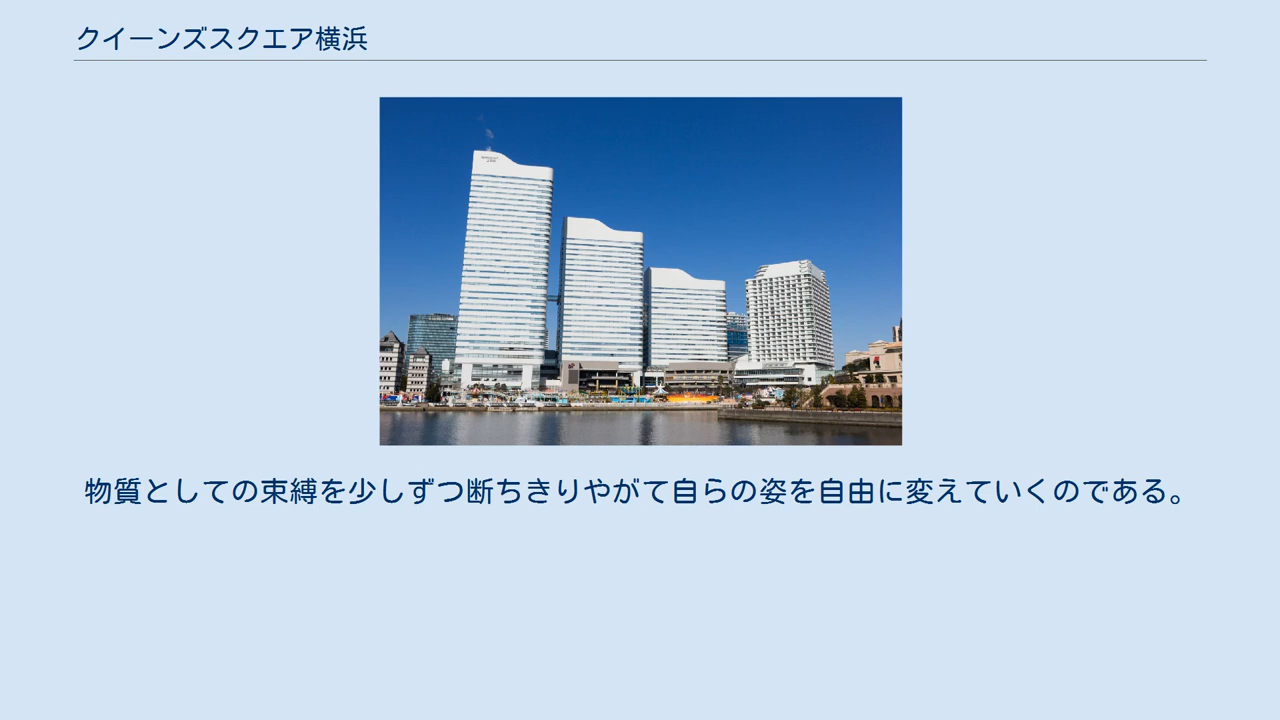 クイーンズスクエア横浜
物質としての束縛を少しずつ断ちきりやがて自らの姿を自由に変えていくのである。